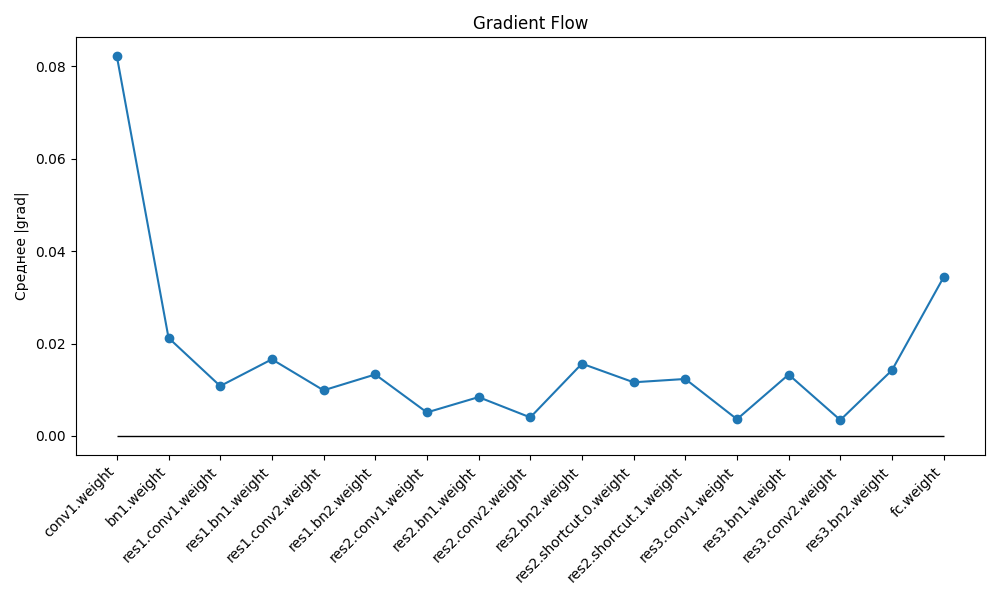 Gradient Flow
Среднее |grad|
0.08
0.06
0.04
0.02
0.00
conv1.weight
bn1.weight
res1.conv1.weight
res1.bn1.weight
res1.conv2.weight
res1.bn2.weight
res2.conv1.weight
res2.bn1.weight
res2.conv2.weight
res2.bn2.weight
res2.shortcut.0.weight
res2.shortcut.1.weight
res3.conv1.weight
res3.bn1.weight
res3.conv2.weight
res3.bn2.weight
fc.weight